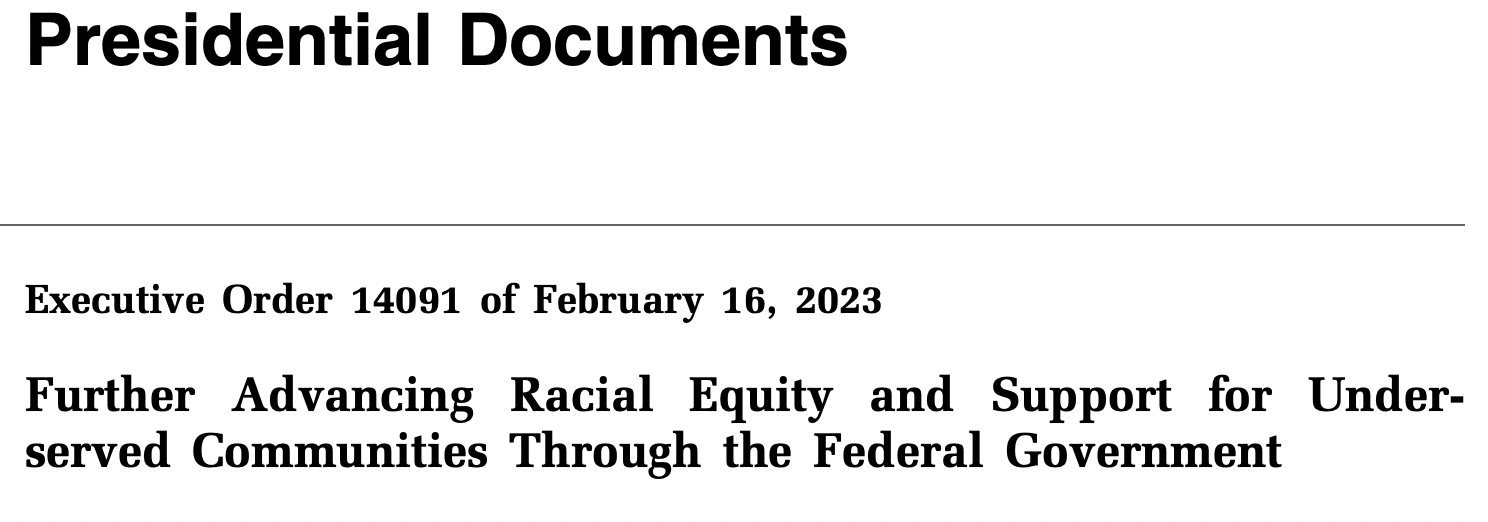 Presidential Documents
Executive Order 14091 of February 16, 2023
Further Advancing Racial Equity and Support for Under-
served Communities Through the Federal Government